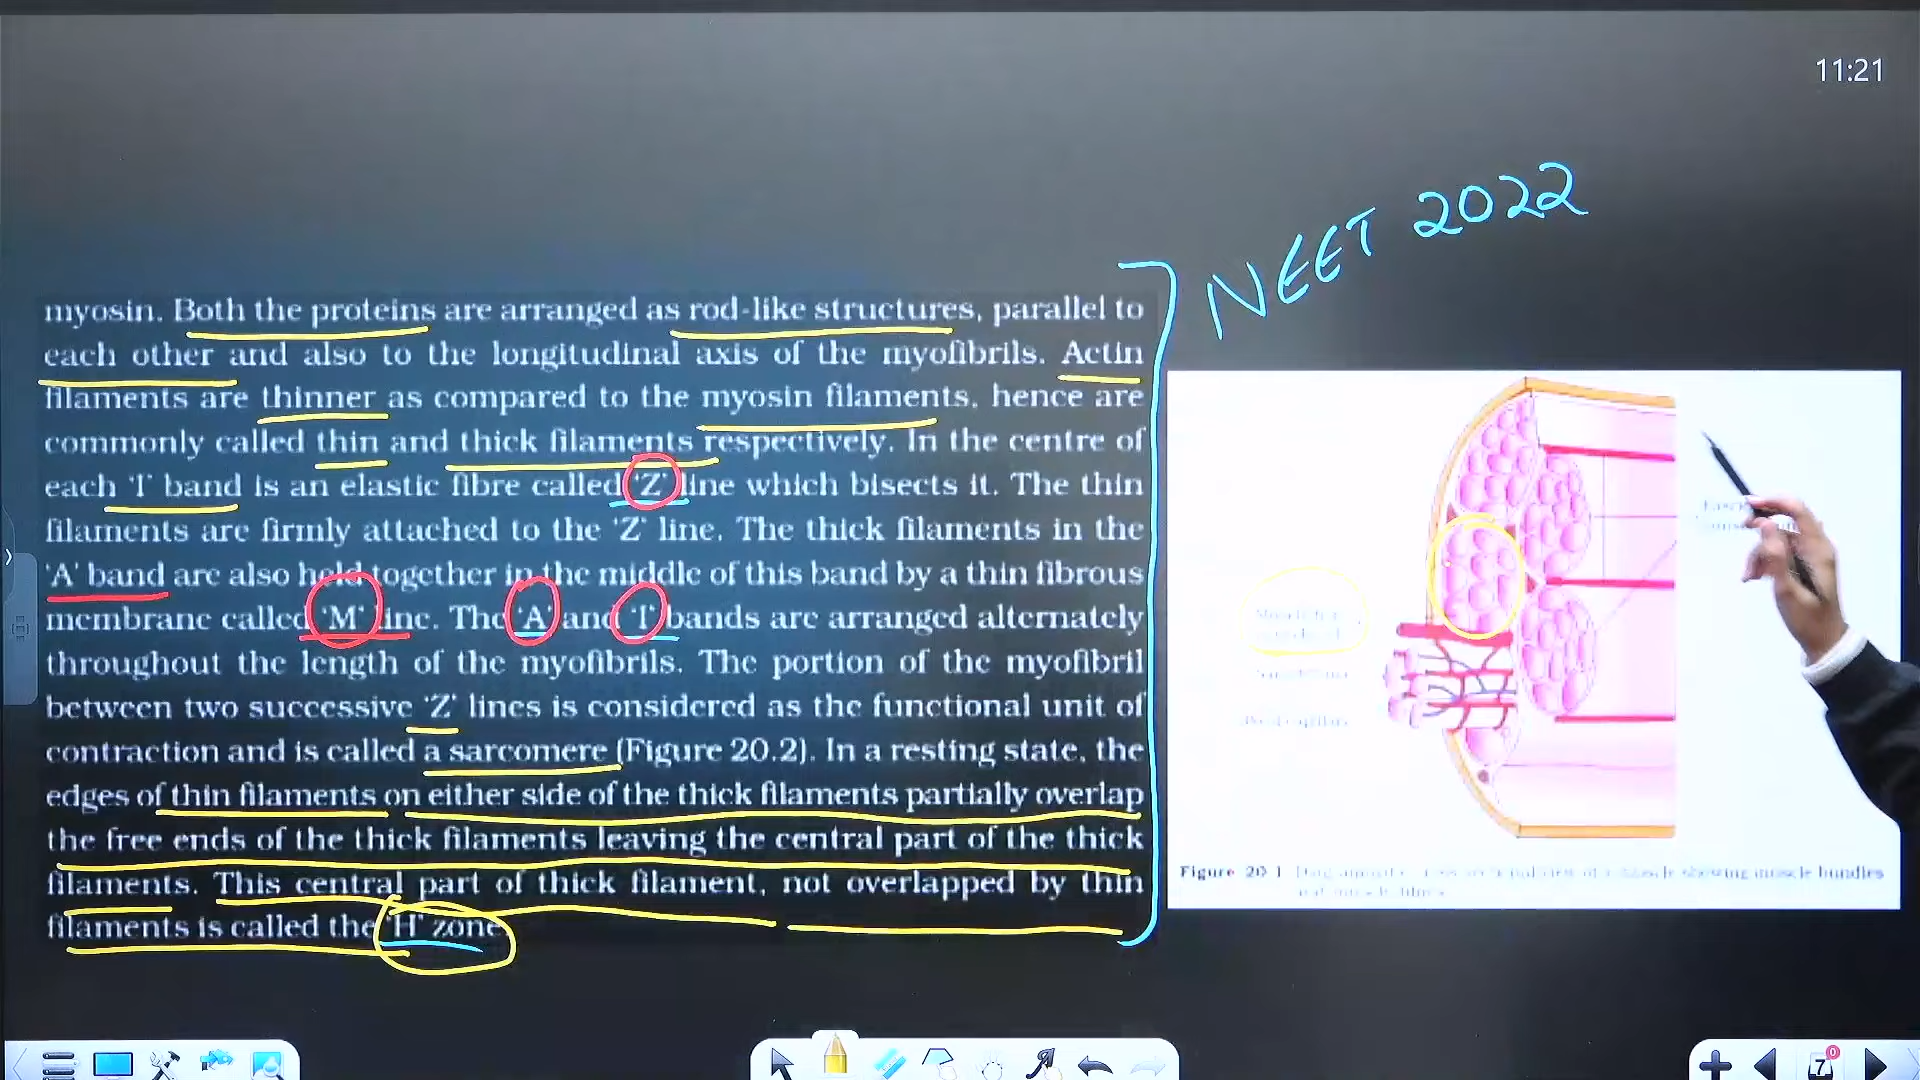 11:21
NEET 2022
myosin. Both the proteins are arranged as rod-like structures, parallel to
each other and also to the longitudinal axis of the myofibrils. Actin
filaments are thinner as compared to the myosin filaments, hence are
commonly called thin and thick filaments respectively. In the centre of
each ‘I’ band is an elastic fibre called ‘Z’ line which bisects it. The thin
filaments are firmly attached to the ‘Z’ line. The thick filaments in the
‘A’ band are also held together in the middle of this band by a thin fibrous
membrane called ‘M’ line. The ‘A’ and ‘I’ bands are arranged alternately
throughout the length of the myofibrils. The portion of the myofibril
between two successive ‘Z’ lines is considered as the functional unit of
contraction and is called a sarcomere (Figure 20.2). In a resting state, the
edges of thin filaments on either side of the thick filaments partially overlap
the free ends of the thick filaments leaving the central part of the thick
filaments. This central part of thick filament, not overlapped by thin
filaments is called the ‘H’ zone
Figure 20.1 showing muscle bundles
7